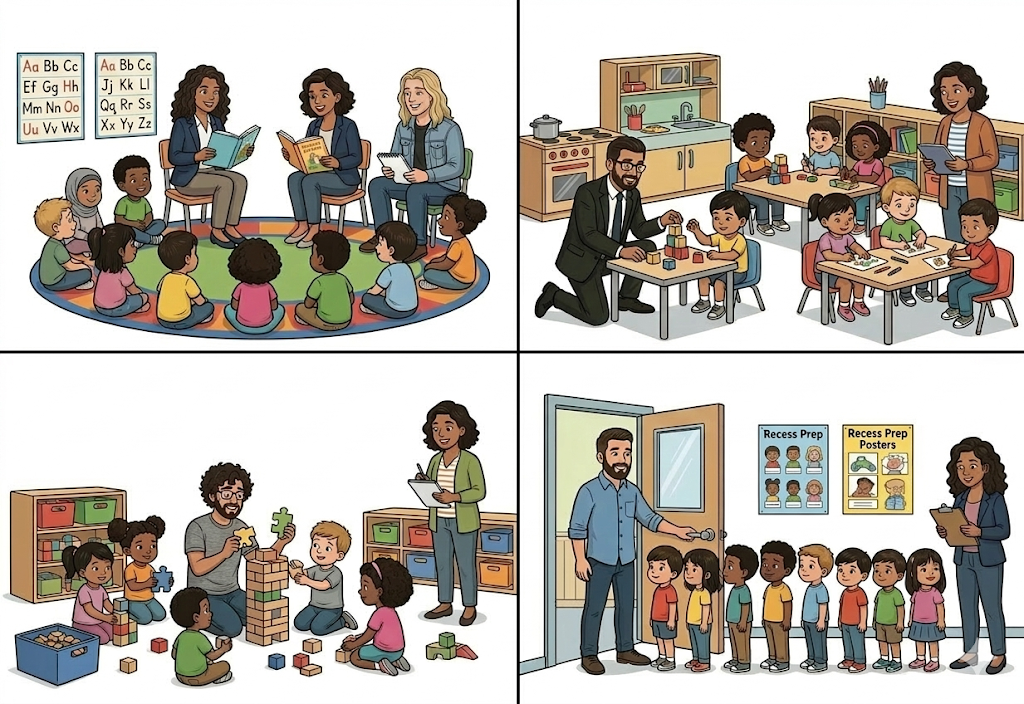 Aa Bb Cc
Ef Gg Hh
Mm Nn Oo
Uu Vv Wx
Aa Bb Cc
Jj Kk Ll
Qq Rr Ss
Xx Yy Zz
Recess Prep
Recess Prep
Posters